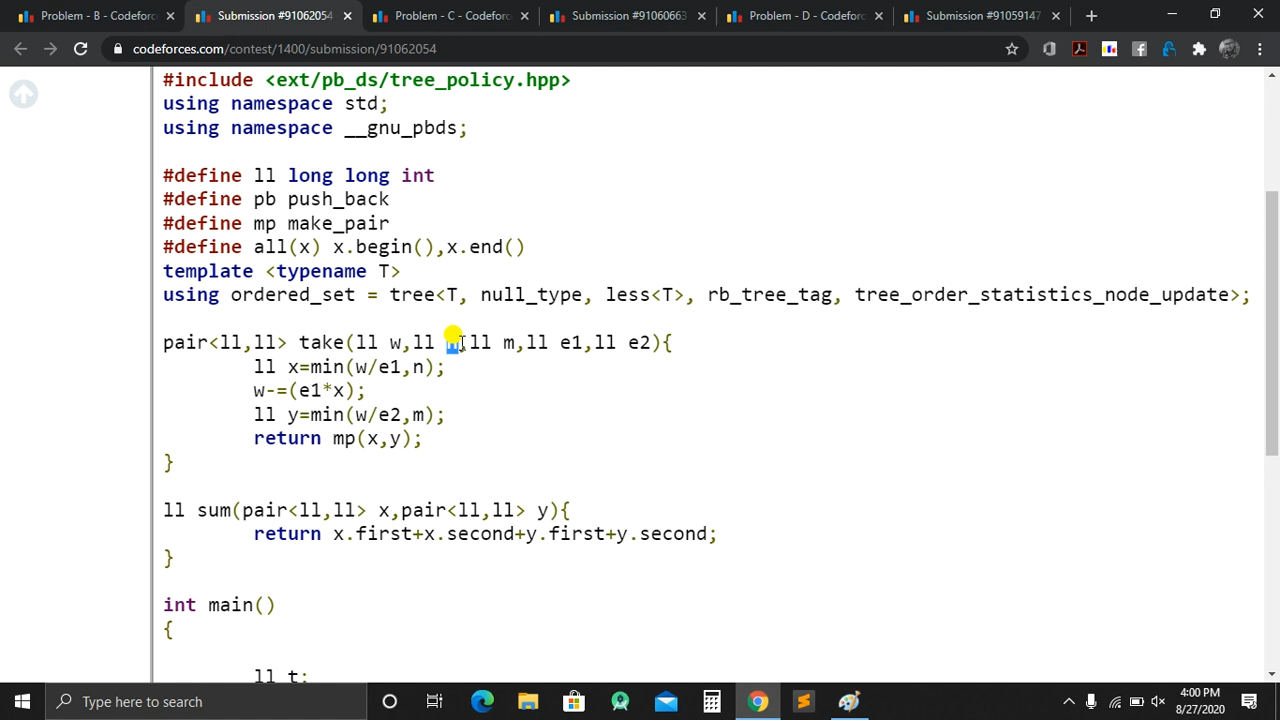 Problem - B - Codeforc
Submission #91062054
Problem - C - Codeforc
Submission #91060663
Problem - D - Codeforc
Submission #91059147
codeforces.com/contest/1400/submission/91062054
#include <ext/pb_ds/tree_policy.hpp>
using namespace std;
using namespace __gnu_pbds;
#define ll long long int
#define pb push_back
#define mp make_pair
#define all(x) x.begin(),x.end()
template <typename T>
using ordered_set = tree<T, null_type, less<T>, rb_tree_tag, tree_order_statistics_node_update>;
pair<ll,ll> take(ll w,ll n,ll m,ll e1,ll e2){
ll x=min(w/e1,n);
w-=(e1*x);
ll y=min(w/e2,m);
return mp(x,y);
}
ll sum(pair<ll,ll> x,pair<ll,ll> y){
return x.first+x.second+y.first+y.second;
}
int main()
{
ll t;
Type here to search
4:00 PM
8/27/2020